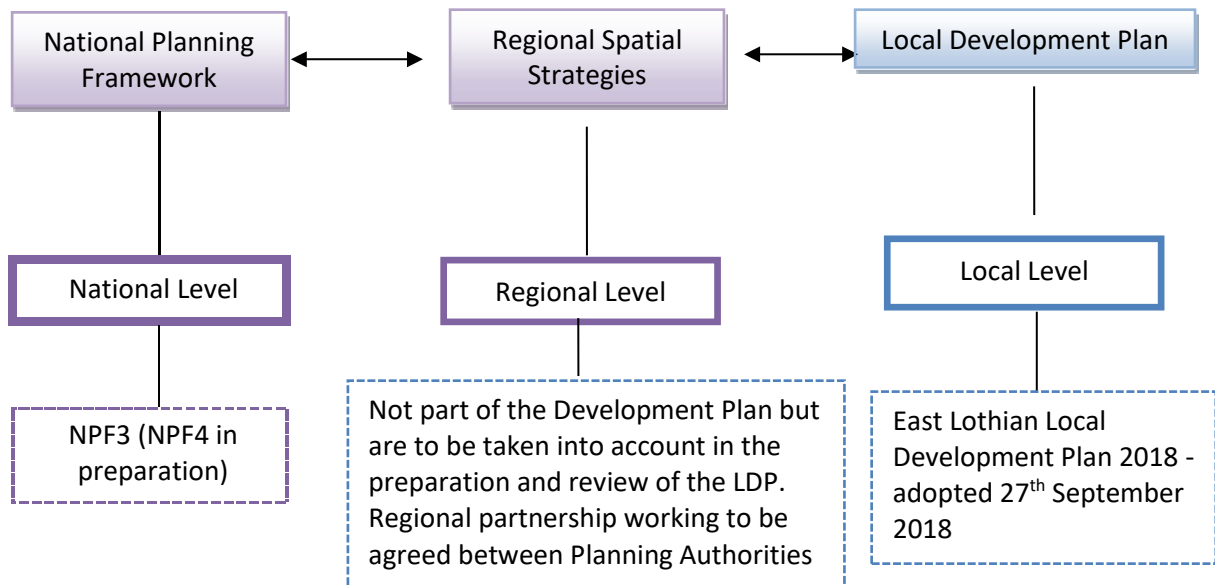 National Planning
Framework
Regional Spatial
Strategies
Local Development Plan
National Level
Regional Level
Local Level
NPF3 (NPF4 in
preparation)
Not part of the Development Plan but
are to be taken into account in the
preparation and review of the LDP.
Regional partnership working to be
agreed between Planning Authorities
East Lothian Local
Development Plan 2018 -
adopted 27th September
2018